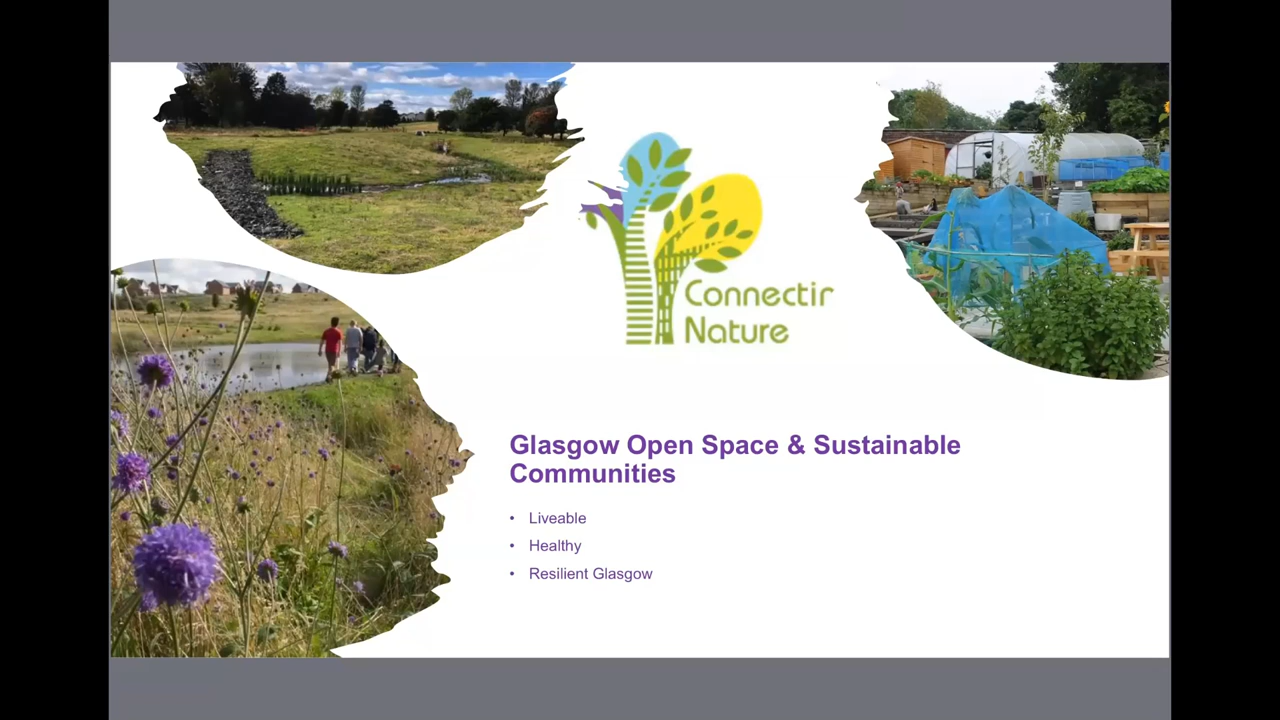 Connectir
Nature
Glasgow Open Space & Sustainable
Communities
• Liveable
• Healthy
• Resilient Glasgow